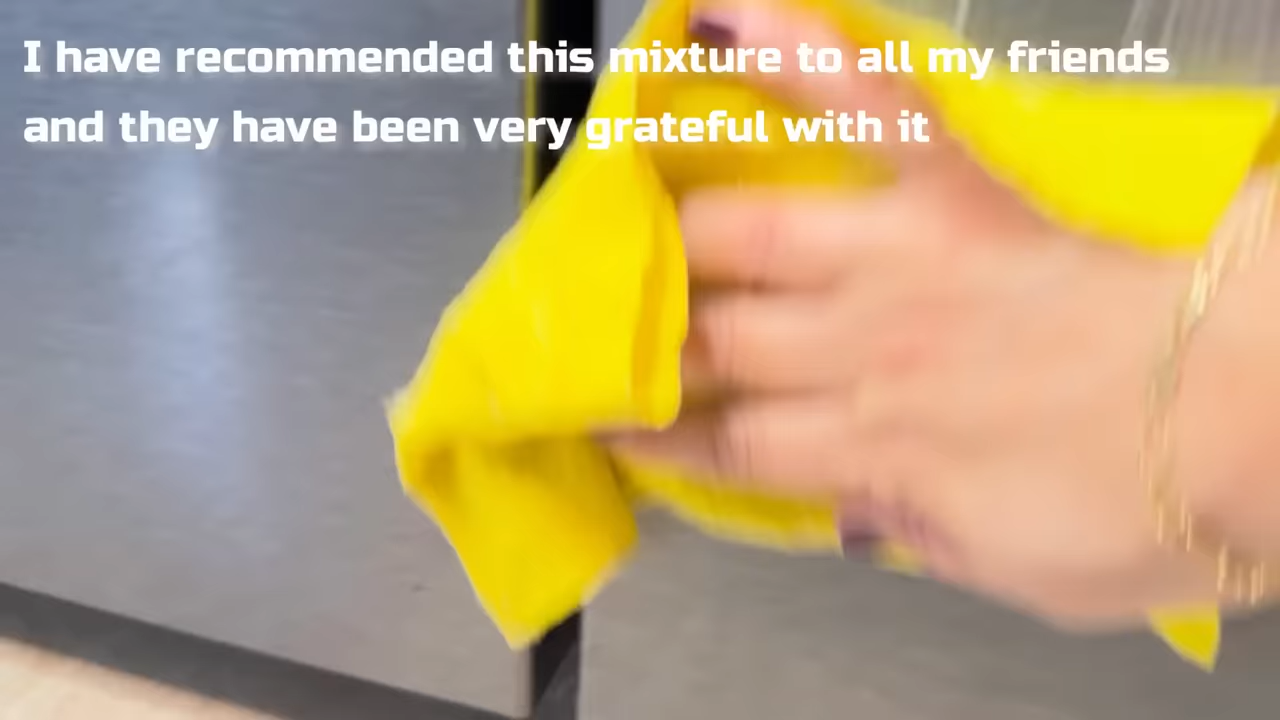 I have recommended this mixture to all my friends
and they have been very grateful with it